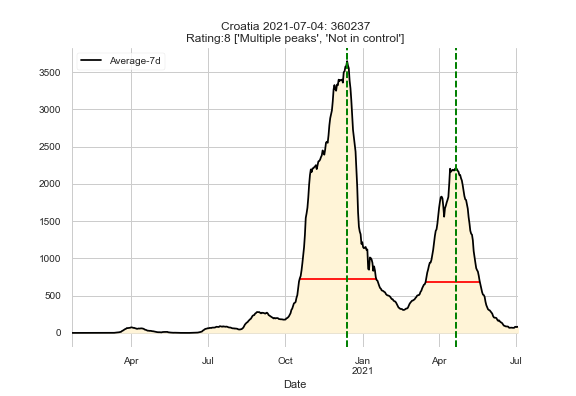 Croatia 2021-07-04: 360237
Rating:8 ['Multiple peaks', 'Not in control']
Average-7d
3500
3000
2500
2000
1500
1000
500
0
Apr Jul Oct Jan Apr Jul
2021
Date